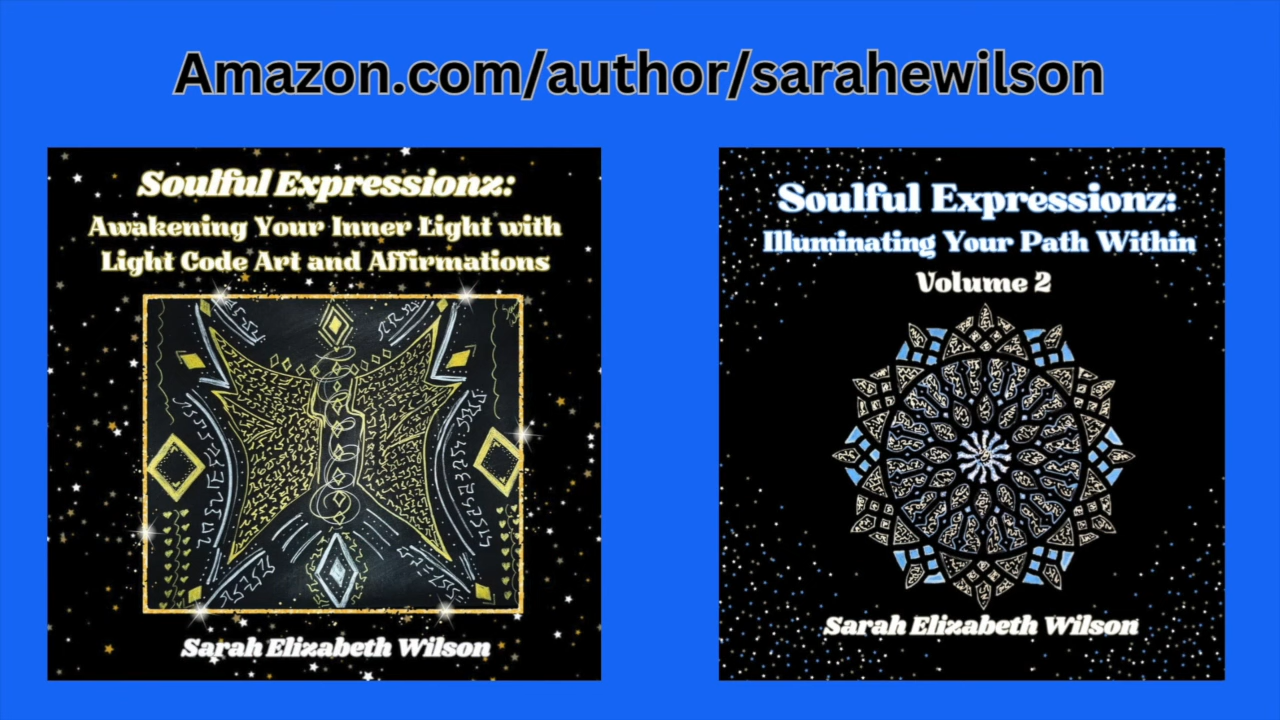 Amazon.com/author/sarahewilson
Soulful Expressionz:
Awakening Your Inner Light with
Light Code Art and Affirmations
Sarah Elizabeth Wilson
Soulful Expressionz:
Illuminating Your Path Within
Volume 2
Sarah Elizabeth Wilson